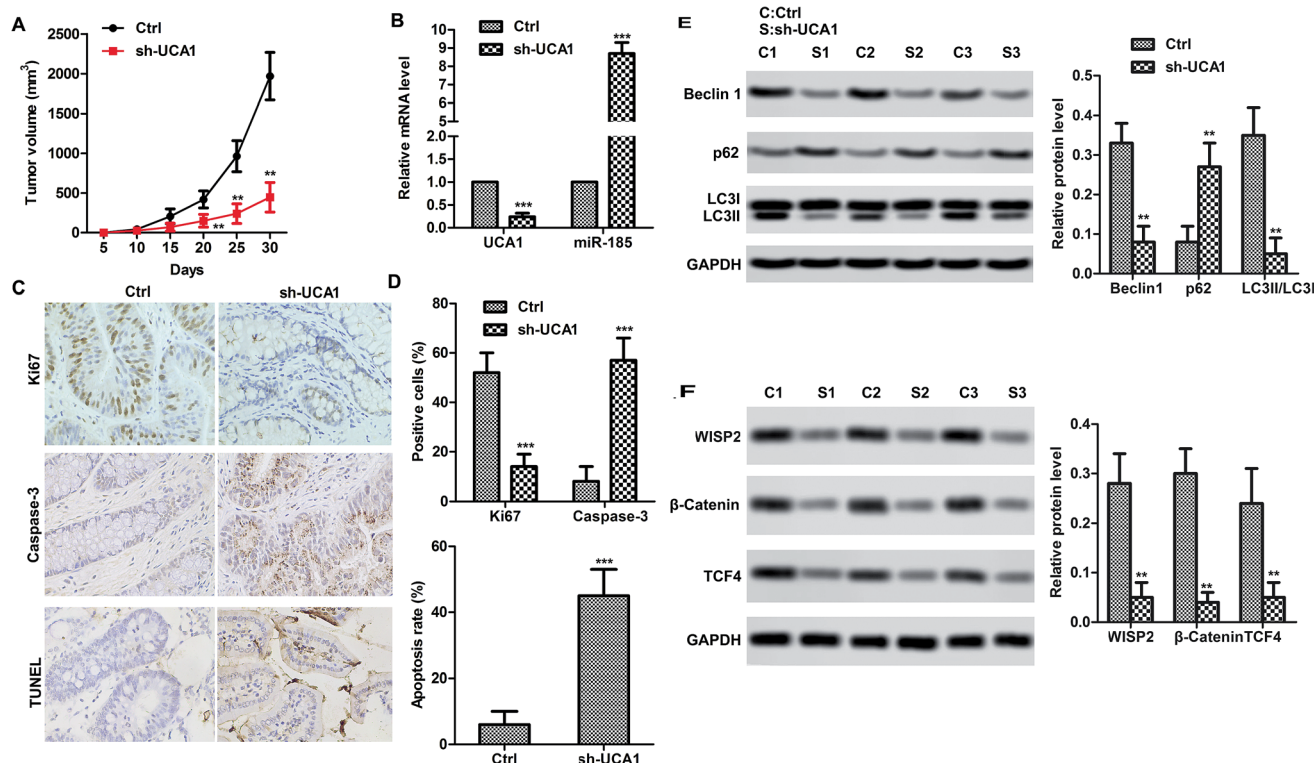 A
Ctrl
sh-UCA1
Tumor volume (mm3)
2000
1500
1000
500
0
**
**
**
5 10 15 20 25 30
Days
B
Ctrl
sh-UCA1
Relative mRNA level
10
9
8
7
6
5
2.0
1.5
1.0
0.5
0.0
***
***
UCA1 miR-185
C
Ctrl sh-UCA1
Ki67
Caspase-3
TUNEL
D
Ctrl
sh-UCA1
Positive cells (%)
80
60
40
20
0
***
***
Ki67 Caspase-3
Apoptosis rate (%)
60
40
20
0
***
Ctrl sh-UCA1
E
C:Ctrl
S:sh-UCA1
C1 S1 C2 S2 C3 S3
Beclin 1
p62
LC3I
LC3II
GAPDH
Ctrl
sh-UCA1
Relative protein level
0.5
0.4
0.3
0.2
0.1
0.0
**
**
**
Beclin1 p62 LC3II/LC3I
F
C1 S1 C2 S2 C3 S3
WISP2
β-Catenin
TCF4
GAPDH
Relative protein level
0.4
0.3
0.2
0.1
0.0
**
**
**
WISP2 β-Catenin TCF4